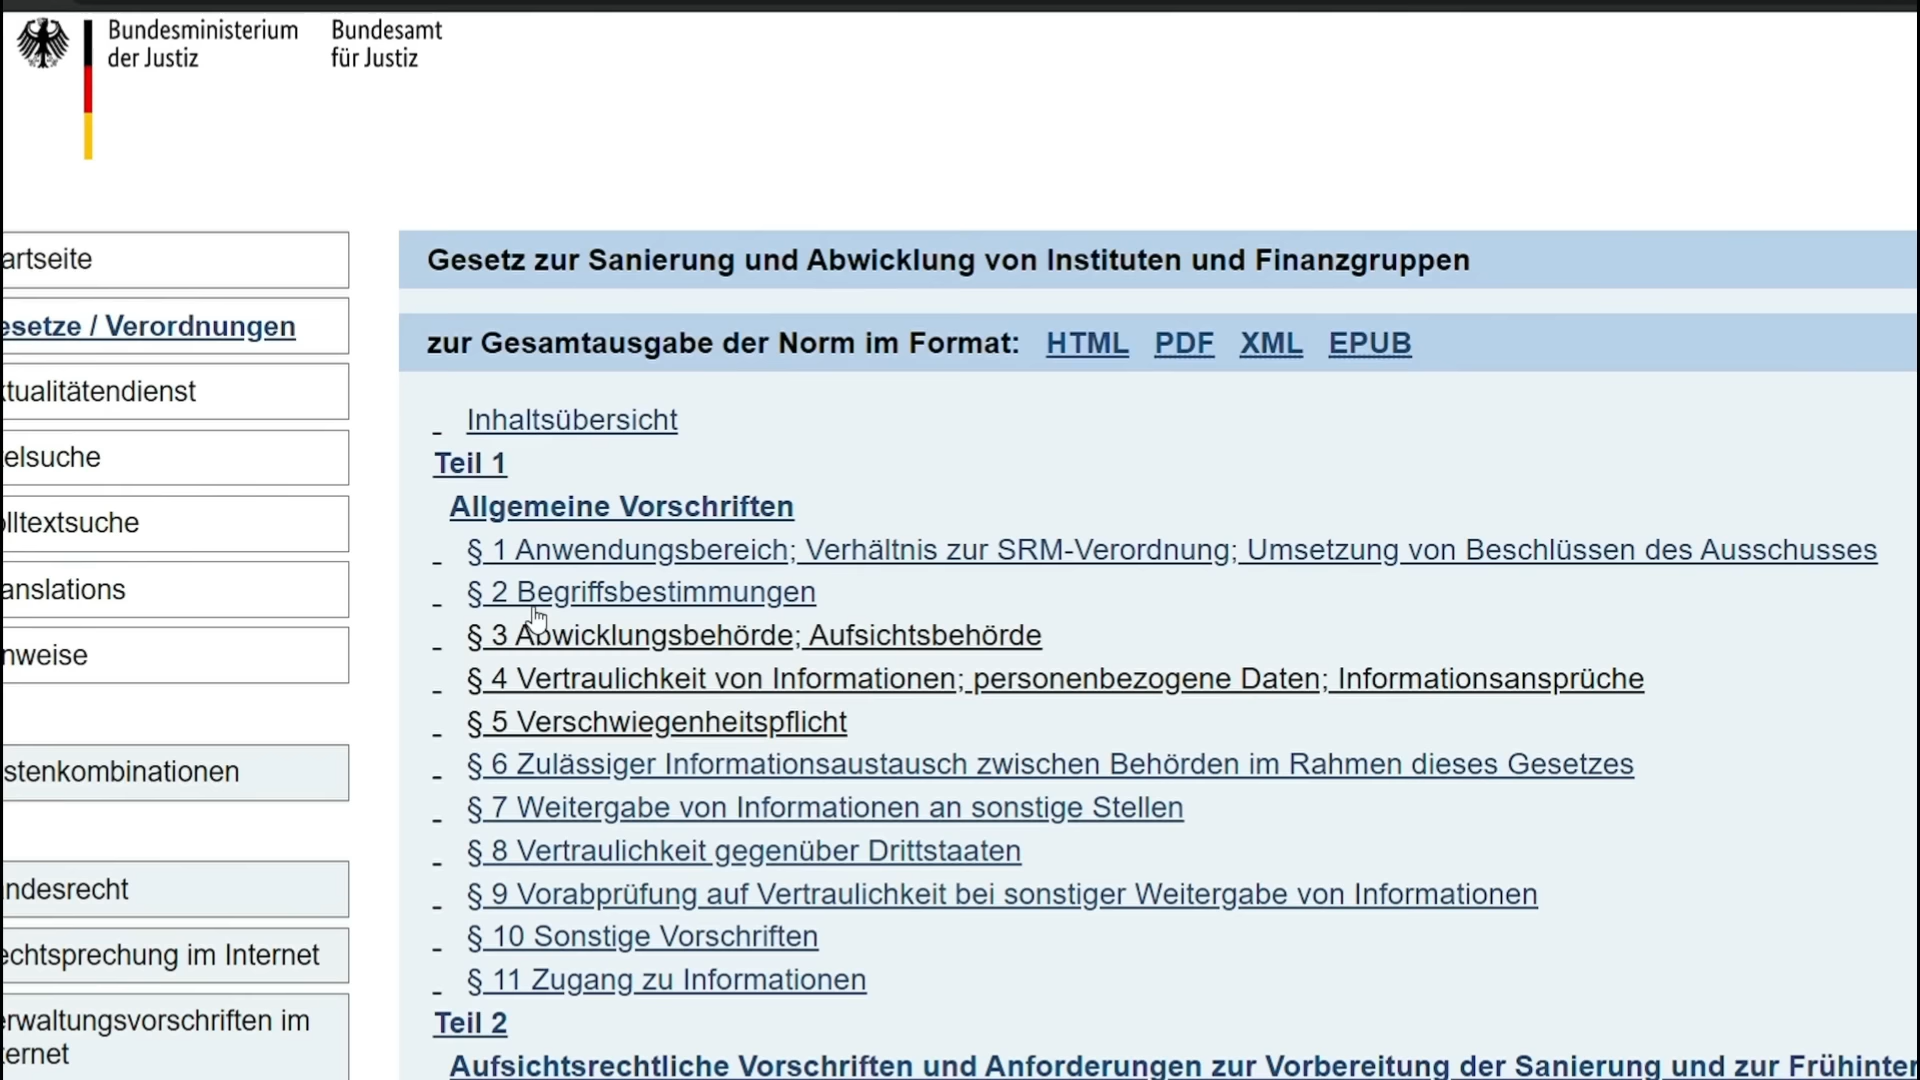 Bundesministerium
der Justiz
Bundesamt
für Justiz
artseite
esetze / Verordnungen
ktualitätendienst
elsuche
olltextsuche
anslations
nweise
stenkombinationen
andesrecht
echtsprechung im Internet
erwaltungsvorschriften im
ternet
Gesetz zur Sanierung und Abwicklung von Instituten und Finanzgruppen
zur Gesamtausgabe der Norm im Format: HTML PDF XML EPUB
Inhaltsübersicht
Teil 1
Allgemeine Vorschriften
§ 1 Anwendungsbereich; Verhältnis zur SRM-Verordnung; Umsetzung von Beschlüssen des Ausschusses
§ 2 Begriffsbestimmungen
§ 3 Abwicklungsbehörde; Aufsichtsbehörde
§ 4 Vertraulichkeit von Informationen; personenbezogene Daten; Informationsansprüche
§ 5 Verschwiegenheitspflicht
§ 6 Zulässiger Informationsaustausch zwischen Behörden im Rahmen dieses Gesetzes
§ 7 Weitergabe von Informationen an sonstige Stellen
§ 8 Vertraulichkeit gegenüber Drittstaaten
§ 9 Vorabprüfung auf Vertraulichkeit bei sonstiger Weitergabe von Informationen
§ 10 Sonstige Vorschriften
§ 11 Zugang zu Informationen
Teil 2
Aufsichtsrechtliche Vorschriften und Anforderungen zur Vorbereitung der Sanierung und zur Frühinter